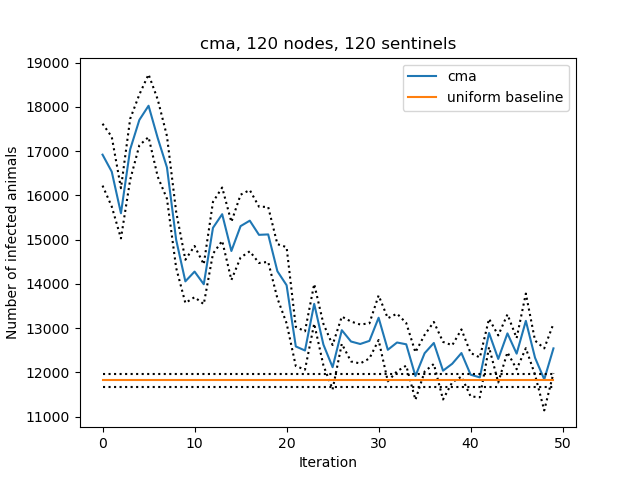 cma, 120 nodes, 120 sentinels
cma
uniform baseline
Number of infected animals
19000
18000
17000
16000
15000
14000
13000
12000
11000
0 10 20 30 40 50
Iteration